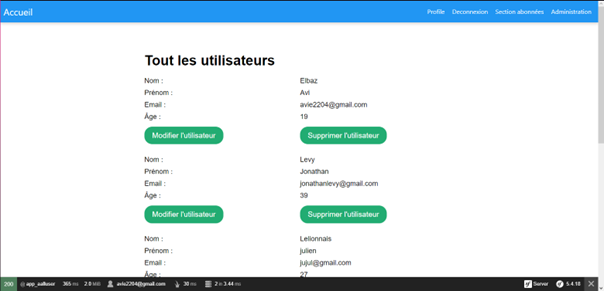 Accueil Profile Deconnexion Section abonnées Administration
Tout les utilisateurs
Nom : Elbaz
Prénom : Avi
Email : avie2204@gmail.com
Âge : 19
Modifier l'utilisateur Supprimer l'utilisateur
Nom : Levy
Prénom : Jonathan
Email : jonathanlevy@gmail.com
Âge : 39
Modifier l'utilisateur Supprimer l'utilisateur
Nom : Lelionnais
Prénom : julien
Email : jujul@gmail.com
Âge : 27
200 @ app_ealluser 365 ms 2.0 MiB avie2204@gmail.com 30 ms 2 in 3.44 ms Server 5.4.18